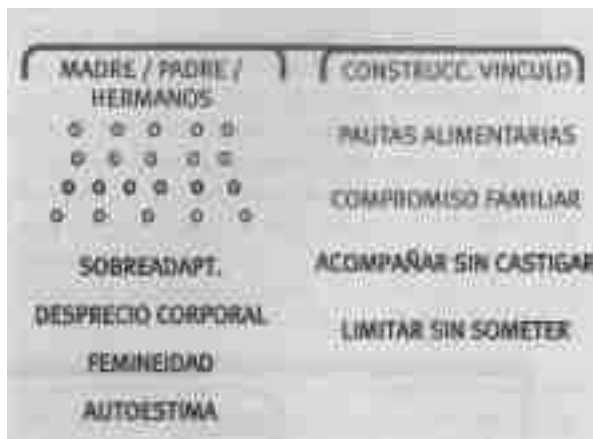 MADRE / PADRE /
HERMANOS
SOBREADAPT.
DESPRECIO CORPORAL
FEMINEIDAD
AUTOESTIMA
CONSTRUCC. VINCULO
PAUTAS ALIMENTARIAS
COMPROMISO FAMILIAR
ACOMPAÑAR SIN CASTIGAR
LIMITAR SIN SOMETER